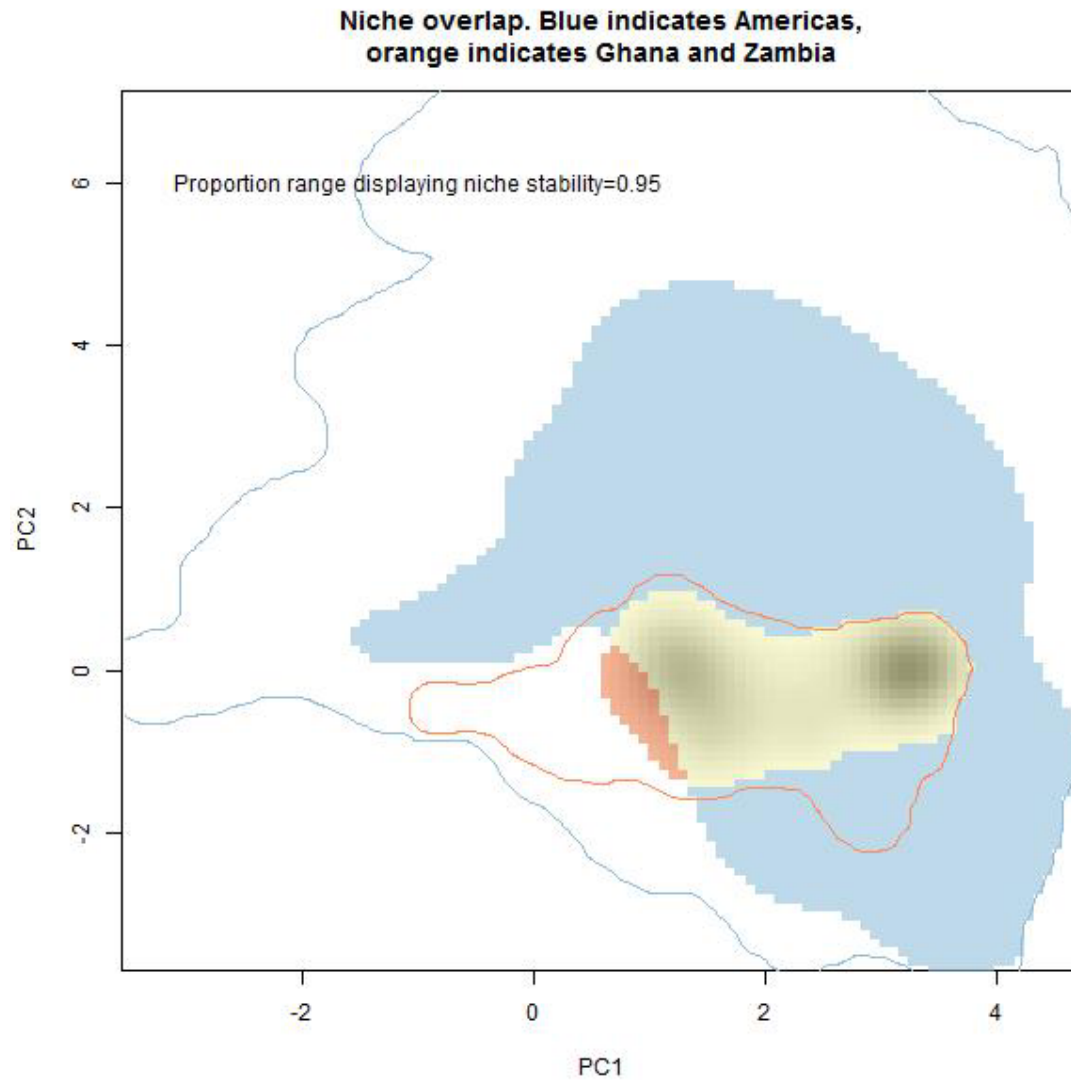 Niche overlap. Blue indicates Americas,
orange indicates Ghana and Zambia
Proportion range displaying niche stability=0.95
6
4
2
0
-2
PC2
-2
0
2
4
PC1